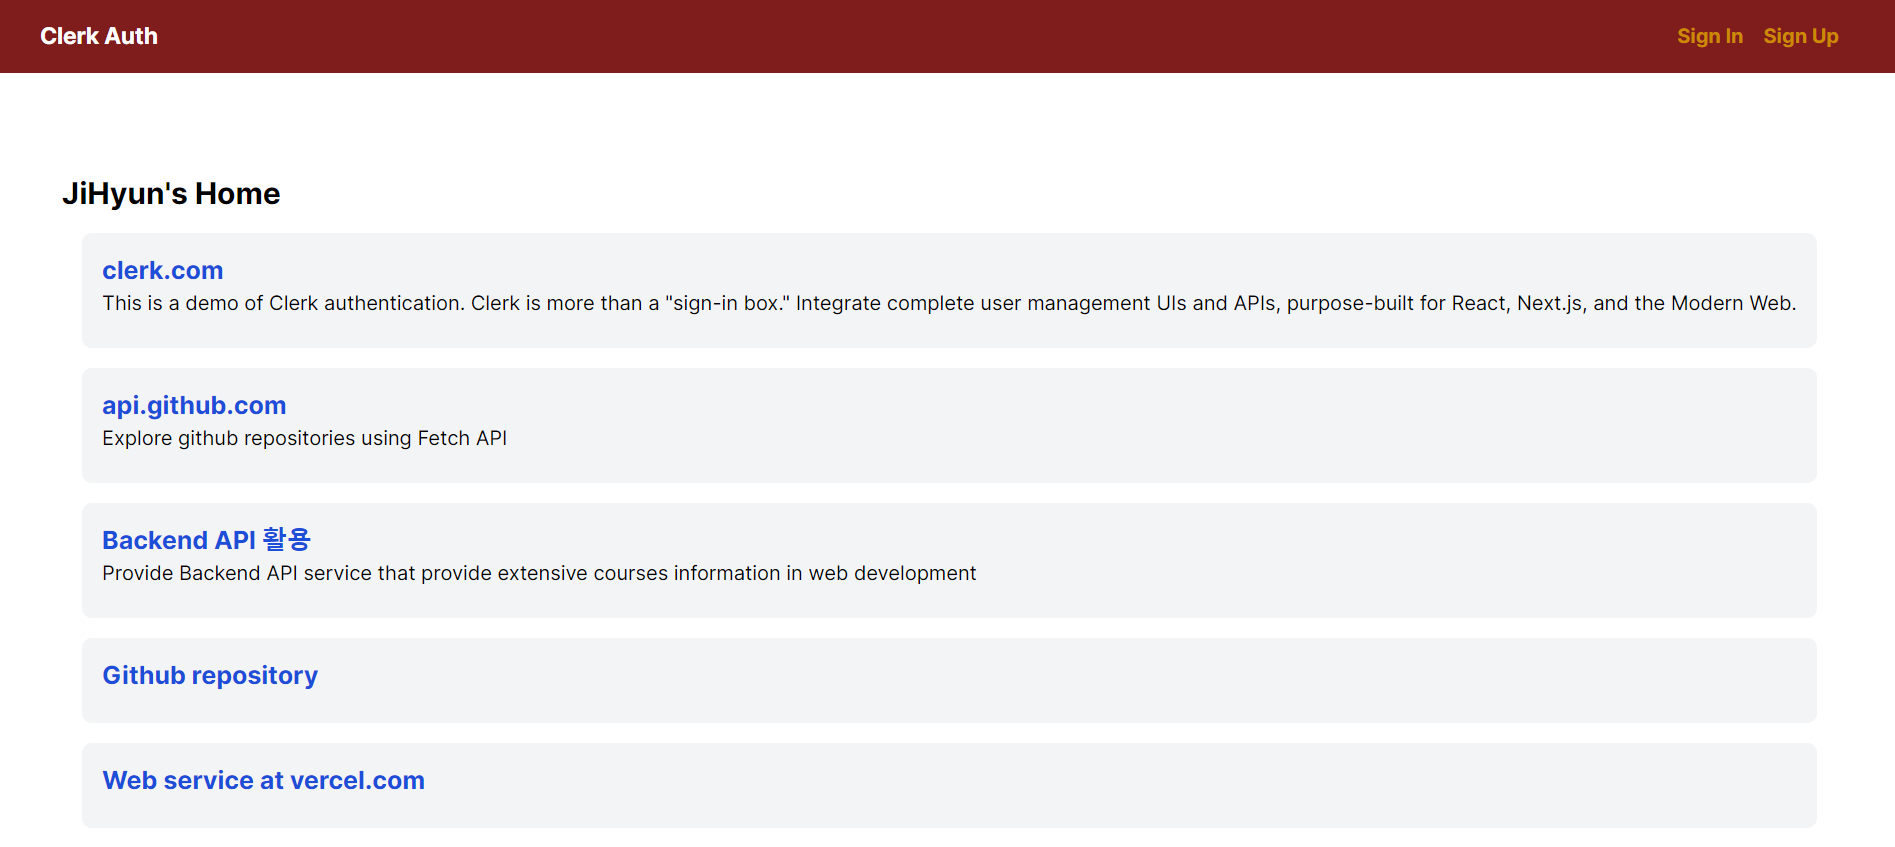 Clerk Auth
Sign In Sign Up
JiHyun's Home
clerk.com
This is a demo of Clerk authentication. Clerk is more than a "sign-in box." Integrate complete user management UIs and APIs, purpose-built for React, Next.js, and the Modern Web.
api.github.com
Explore github repositories using Fetch API
Backend API 활용
Provide Backend API service that provide extensive courses information in web development
Github repository
Web service at vercel.com